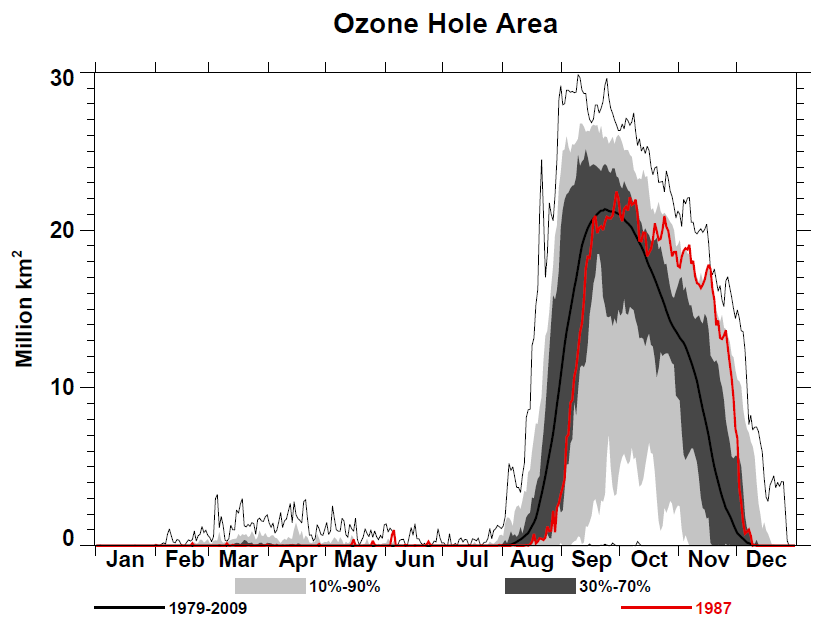 Ozone Hole Area
30
20
10
0
Million km²
Jan Feb Mar Apr May Jun Jul Aug Sep Oct Nov Dec
10%-90% 30%-70%
1979-2009 1987